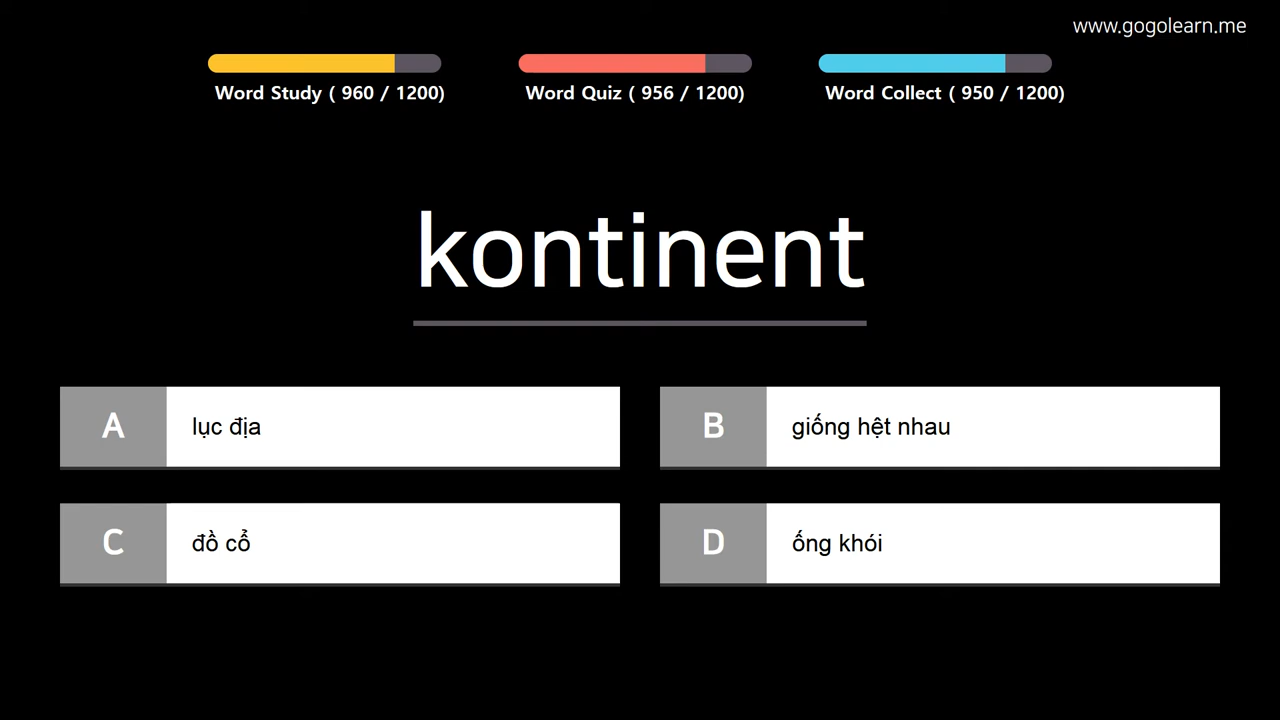 www.gogolearn.me
Word Study ( 960 / 1200)
Word Quiz ( 956 / 1200)
Word Collect ( 950 / 1200)
kontinent
A lục địa
B giống hệt nhau
C đồ cổ
D ống khói